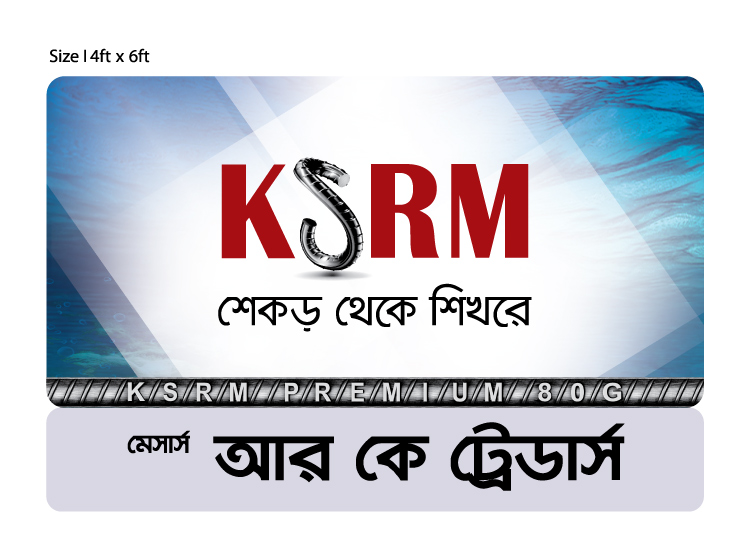 Size I 4ft x 6ft
KSRM
শেকড় থেকে শিখরে
KSRM PREMIUM 80G
মেসার্স আর কে ট্রেডার্স